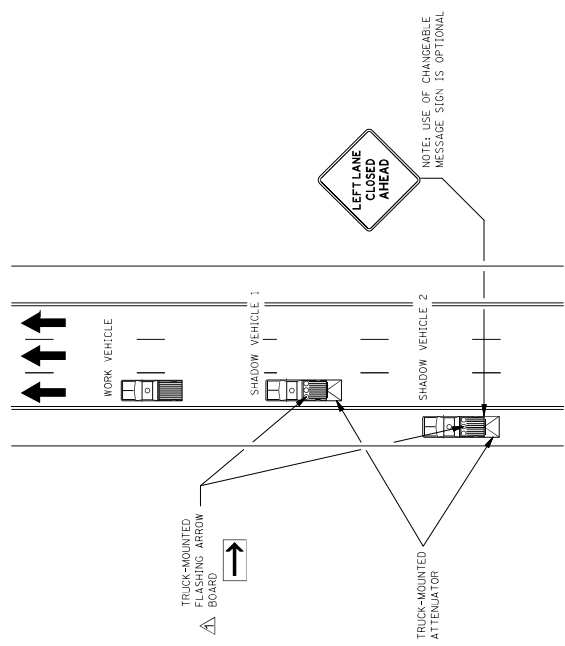 NOTE: USE OF CHANGEABLE
MESSAGE SIGN IS OPTIONAL
LEFT LANE
CLOSED
AHEAD
WORK VEHICLE
SHADOW VEHICLE 1
SHADOW VEHICLE 2
TRUCK-MOUNTED
FLASHING ARROW
BOARD
1
TRUCK-MOUNTED
ATTENUATOR